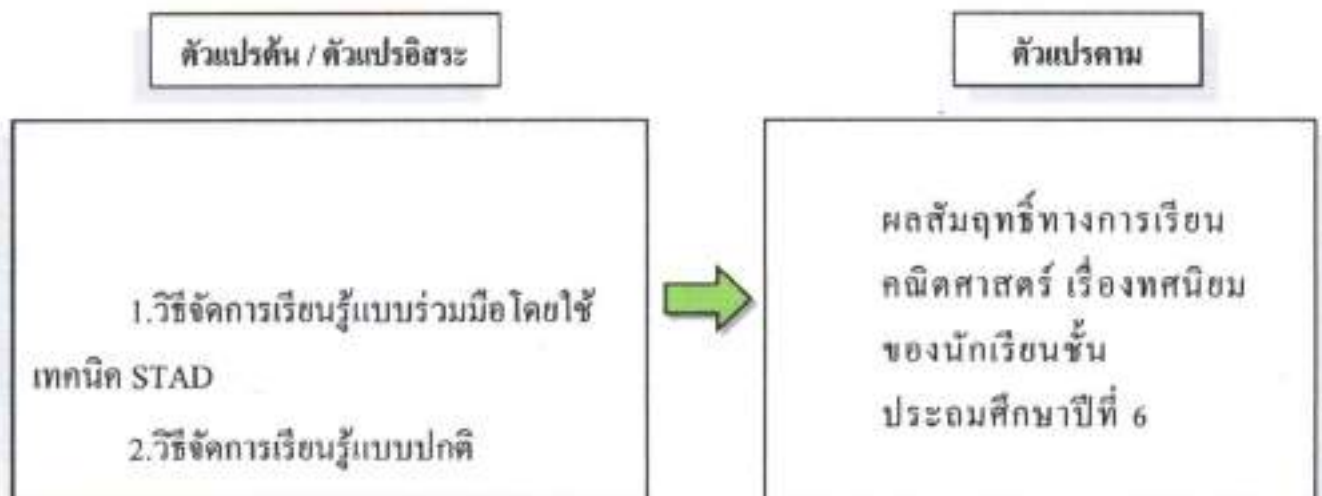 ตัวแปรต้น / ตัวแปรอิสระ
ตัวแปรตาม
1.วิธีจัดการเรียนรู้แบบร่วมมือโดยใช้
เทคนิค STAD
2.วิธีจัดการเรียนรู้แบบปกติ
ผลสัมฤทธิ์ทางการเรียน
คณิตศาสตร์ เรื่องทศนิยม
ของนักเรียนชั้น
ประถมศึกษาปีที่ 6